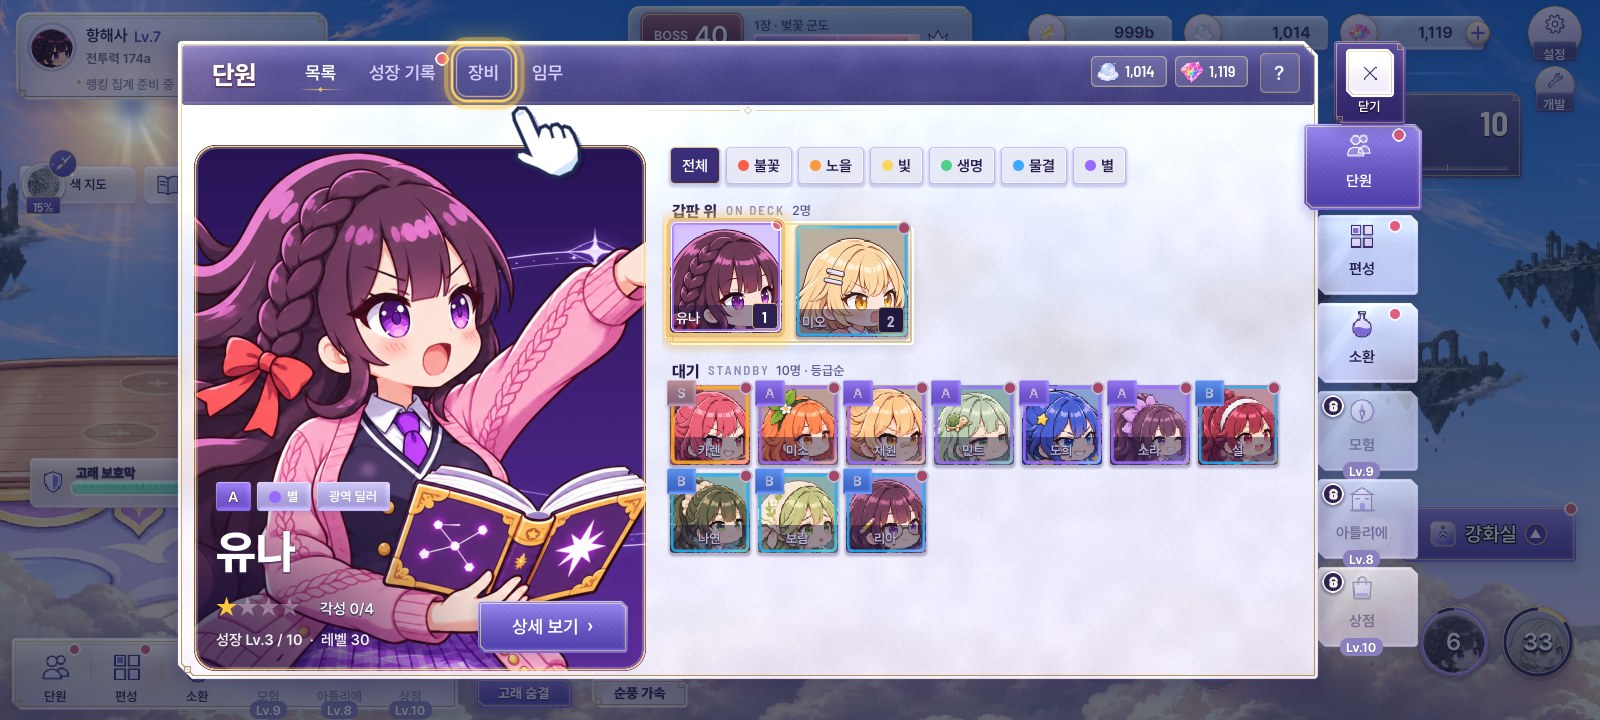 항해사 Lv.7
전투력 174a
* 랭킹 집계 준비 중
BOSS 40
1장 · 벚꽃 군도
999b
1,014
1,119
설정
개발
10
색 지도
15%
고래 보호막
단원
목록
성장 기록
장비
임무
1,014
1,119
?
닫기
A
별
광역 딜러
유나
각성 0/4
성장 Lv.3 / 10 · 레벨 30
상세 보기 ›
전체
불꽃
노을
빛
생명
물결
별
갑판 위 ON DECK 2명
유나 1
미오 2
대기 STANDBY 10명 · 등급순
S 카렌
A 미소
A 재원
A 민트
A 도희
A 소라
B 설
B 나연
B 보람
B 리아
단원
편성
소환
모험
Lv.9
아틀리에
Lv.8
상점
Lv.10
강화실
6
33
단원
편성
소환
모험
Lv.9
아틀리에
Lv.8
상점
Lv.10
고래 숨결
순풍 가속